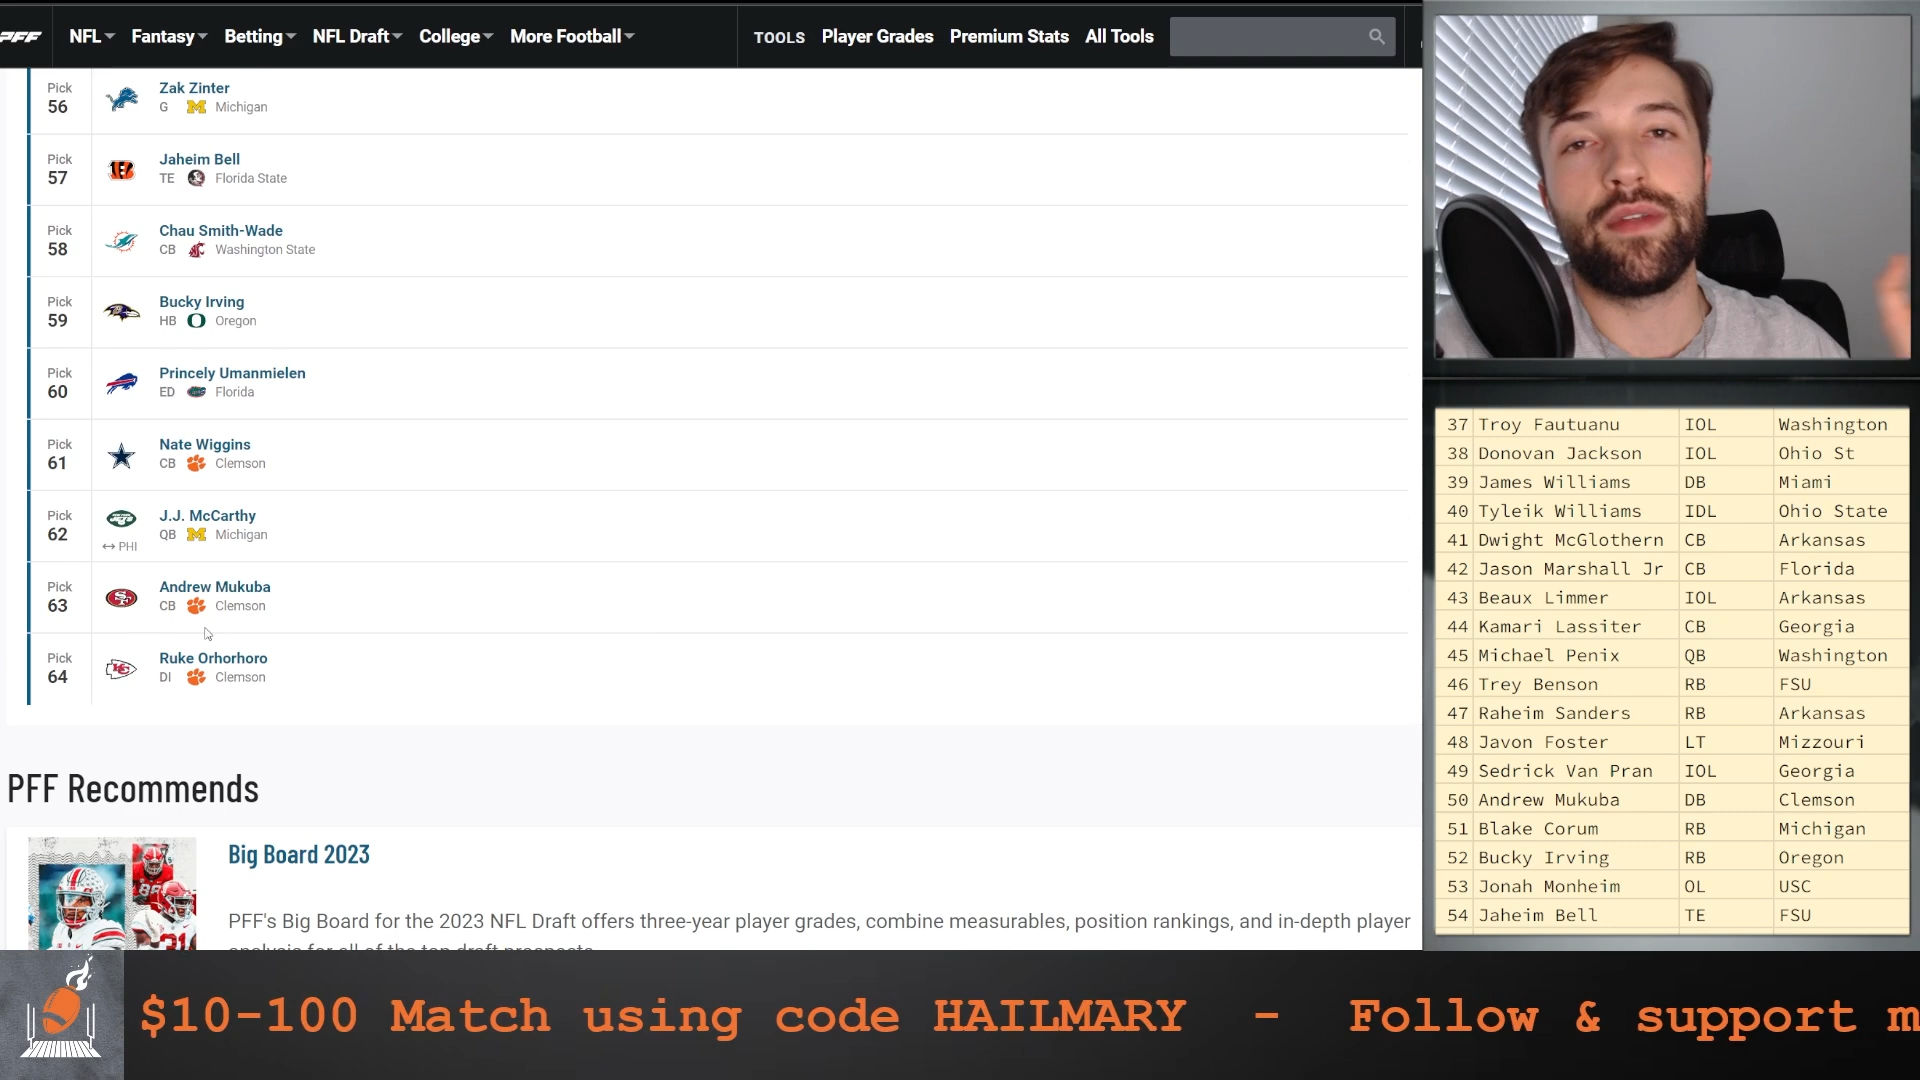 PFF
NFL
Fantasy
Betting
NFL Draft
College
More Football
TOOLS
Player Grades
Premium Stats
All Tools
Pick
56
Zak Zinter
G Michigan
Pick
57
Jaheim Bell
TE Florida State
Pick
58
Chau Smith-Wade
CB Washington State
Pick
59
Bucky Irving
HB Oregon
Pick
60
Princely Umanmielen
ED Florida
Pick
61
Nate Wiggins
CB Clemson
Pick
62
↔ PHI
J.J. McCarthy
QB Michigan
Pick
63
Andrew Mukuba
CB Clemson
Pick
64
Ruke Orhorhoro
DI Clemson
PFF Recommends
Big Board 2023
PFF's Big Board for the 2023 NFL Draft offers three-year player grades, combine measurables, position rankings, and in-depth player
analysis for all of the top draft prospects.
37 Troy Fautuanu IOL Washington
38 Donovan Jackson IOL Ohio St
39 James Williams DB Miami
40 Tyleik Williams IDL Ohio State
41 Dwight McGlothern CB Arkansas
42 Jason Marshall Jr CB Florida
43 Beaux Limmer IOL Arkansas
44 Kamari Lassiter CB Georgia
45 Michael Penix QB Washington
46 Trey Benson RB FSU
47 Raheim Sanders RB Arkansas
48 Javon Foster LT Mizzouri
49 Sedrick Van Pran IOL Georgia
50 Andrew Mukuba DB Clemson
51 Blake Corum RB Michigan
52 Bucky Irving RB Oregon
53 Jonah Monheim OL USC
54 Jaheim Bell TE FSU
$10-100 Match using code HAILMARY - Follow & support m